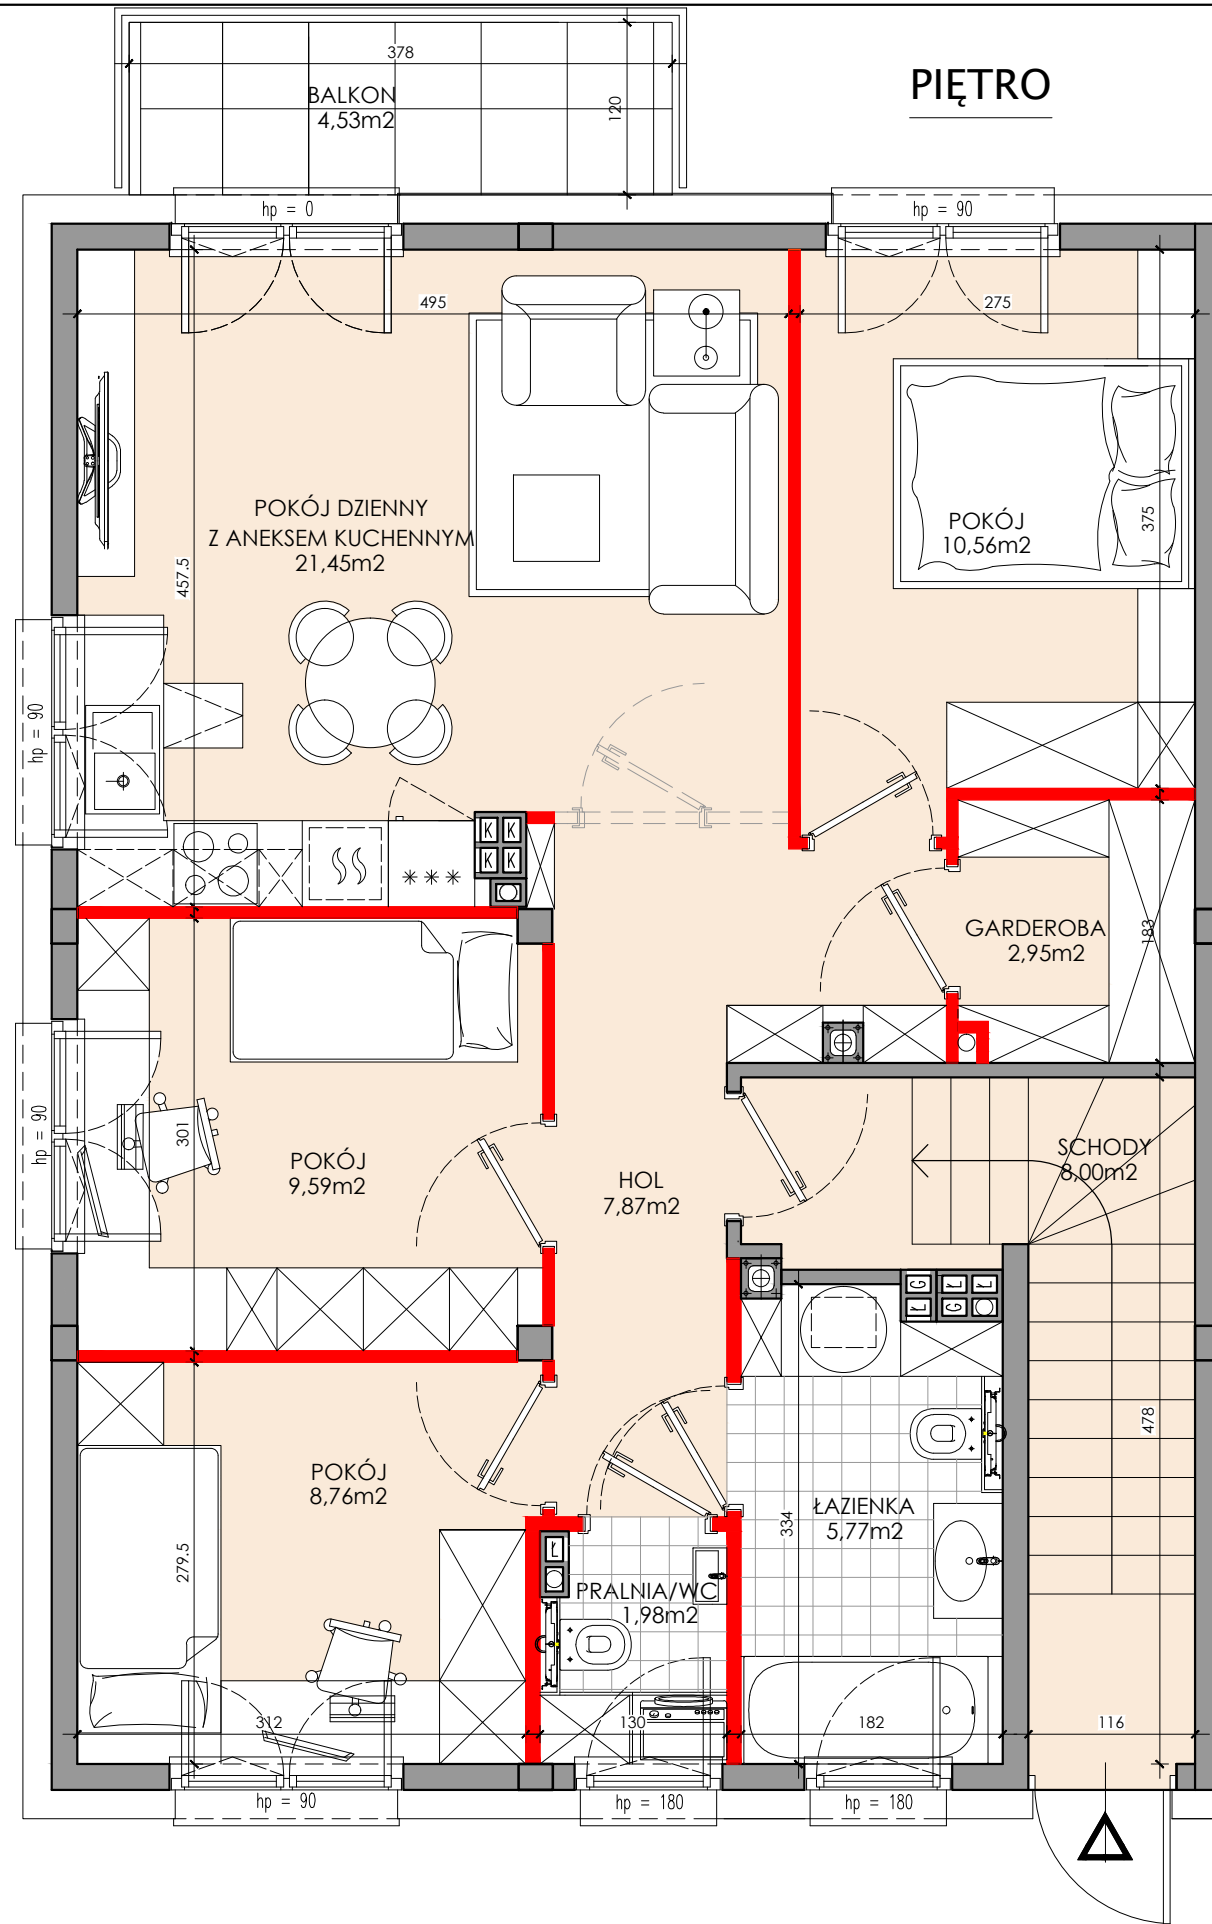 378
BALKON
4,53m2
120
PIĘTRO
hp = 0
hp = 90
495
275
POKÓJ DZIENNY
Z ANEKSEM KUCHENNYM
21,45m2
457.5
POKÓJ
10,56m2
375
hp = 90
K K
K K
***
GARDEROBA
2,95m2
183
hp = 90
301
POKÓJ
9,59m2
HOL
7,87m2
SCHODY
8,00m2
G Ł Ł
Ł G
478
POKÓJ
8,76m2
334
ŁAZIENKA
5,77m2
279.5
Ł
PRALNIA/WC
1,98m2
312
130
182
116
hp = 90
hp = 180
hp = 180